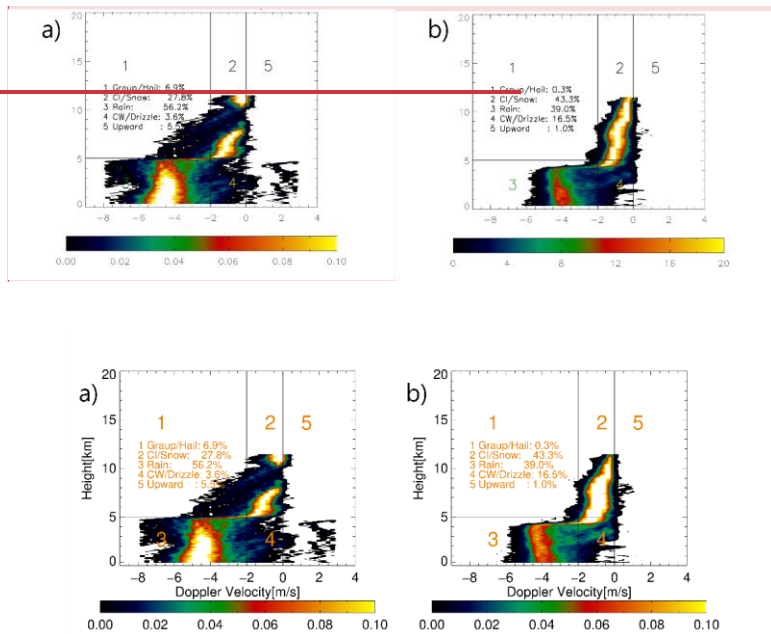 a)
20
15
10
5
0
1
2
5
1 Graup/Hail: 6.9%
2 CI/Snow: 27.8%
3 Rain: 56.2%
4 CW/Drizzle: 3.6%
5 Upward : 5.5
4
-8 -6 -4 -2 0 2 4
0.00 0.02 0.04 0.06 0.08 0.10
b)
20
15
10
5
0
1
2
5
1 Graup/Hail: 0.3%
2 CI/Snow: 43.3%
3 Rain: 39.0%
4 CW/Drizzle: 16.5%
5 Upward : 1.0%
3
4
-8 -6 -4 -2 0 2 4
0 4 8 12 16 20
a)
Height[km]
20
15
10
5
0
1
2
5
1 Graup/Hail: 6.9%
2 CI/Snow: 27.8%
3 Rain: 56.2%
4 CW/Drizzle: 3.6%
5 Upward : 5.5
3
4
-8 -6 -4 -2 0 2 4
Doppler Velocity[m/s]
0.00 0.02 0.04 0.06 0.08 0.10
b)
Height[km]
20
15
10
5
0
1
2
5
1 Graup/Hail: 0.3%
2 CI/Snow: 43.3%
3 Rain: 39.0%
4 CW/Drizzle: 16.5%
5 Upward : 1.0%
3
4
-8 -6 -4 -2 0 2 4
Doppler Velocity[m/s]
0.00 0.02 0.04 0.06 0.08 0.10